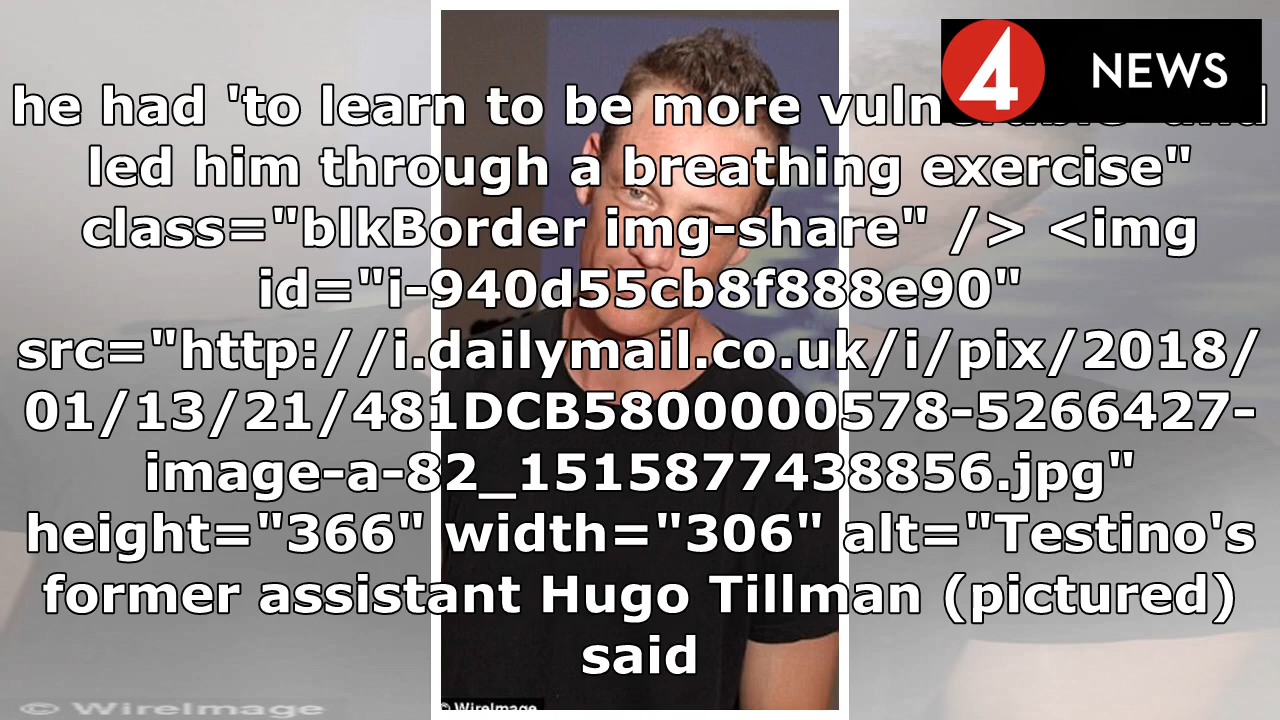 4 NEWS
he had 'to learn to be more
led him through a breathing exercise"
class="blkBorder img-share" /> <img
id="i-940d55cb8f888e90"
src="http://i.dailymail.co.uk/i/pix/2018/
01/13/21/481DCB5800000578-5266427-
image-a-82_1515877438856.jpg"
height="366" width="306" alt="Testino's
former assistant Hugo Tillman (pictured)
said
© WireImage
© WireImage